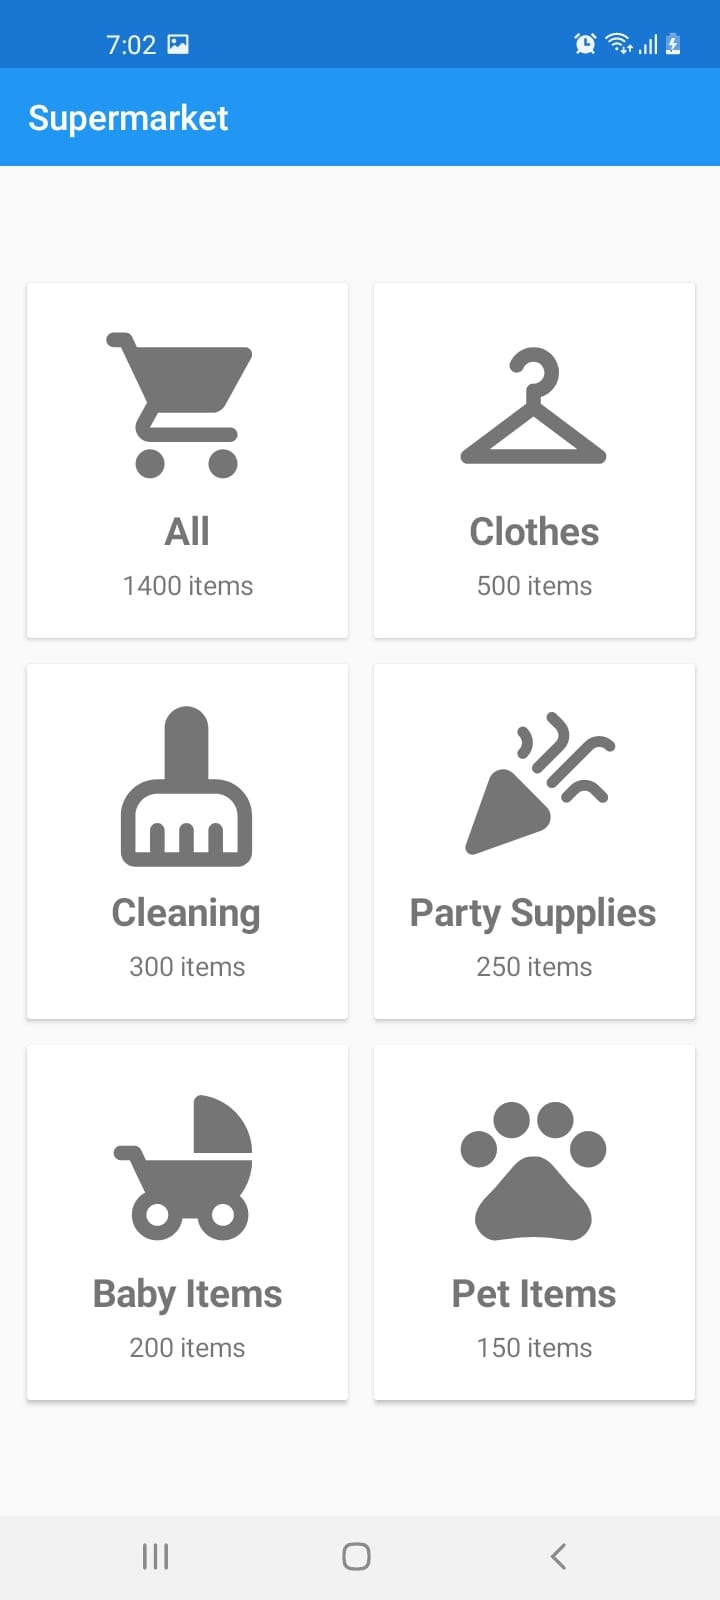 7:02
Supermarket
All
1400 items
Clothes
500 items
Cleaning
300 items
Party Supplies
250 items
Baby Items
200 items
Pet Items
150 items